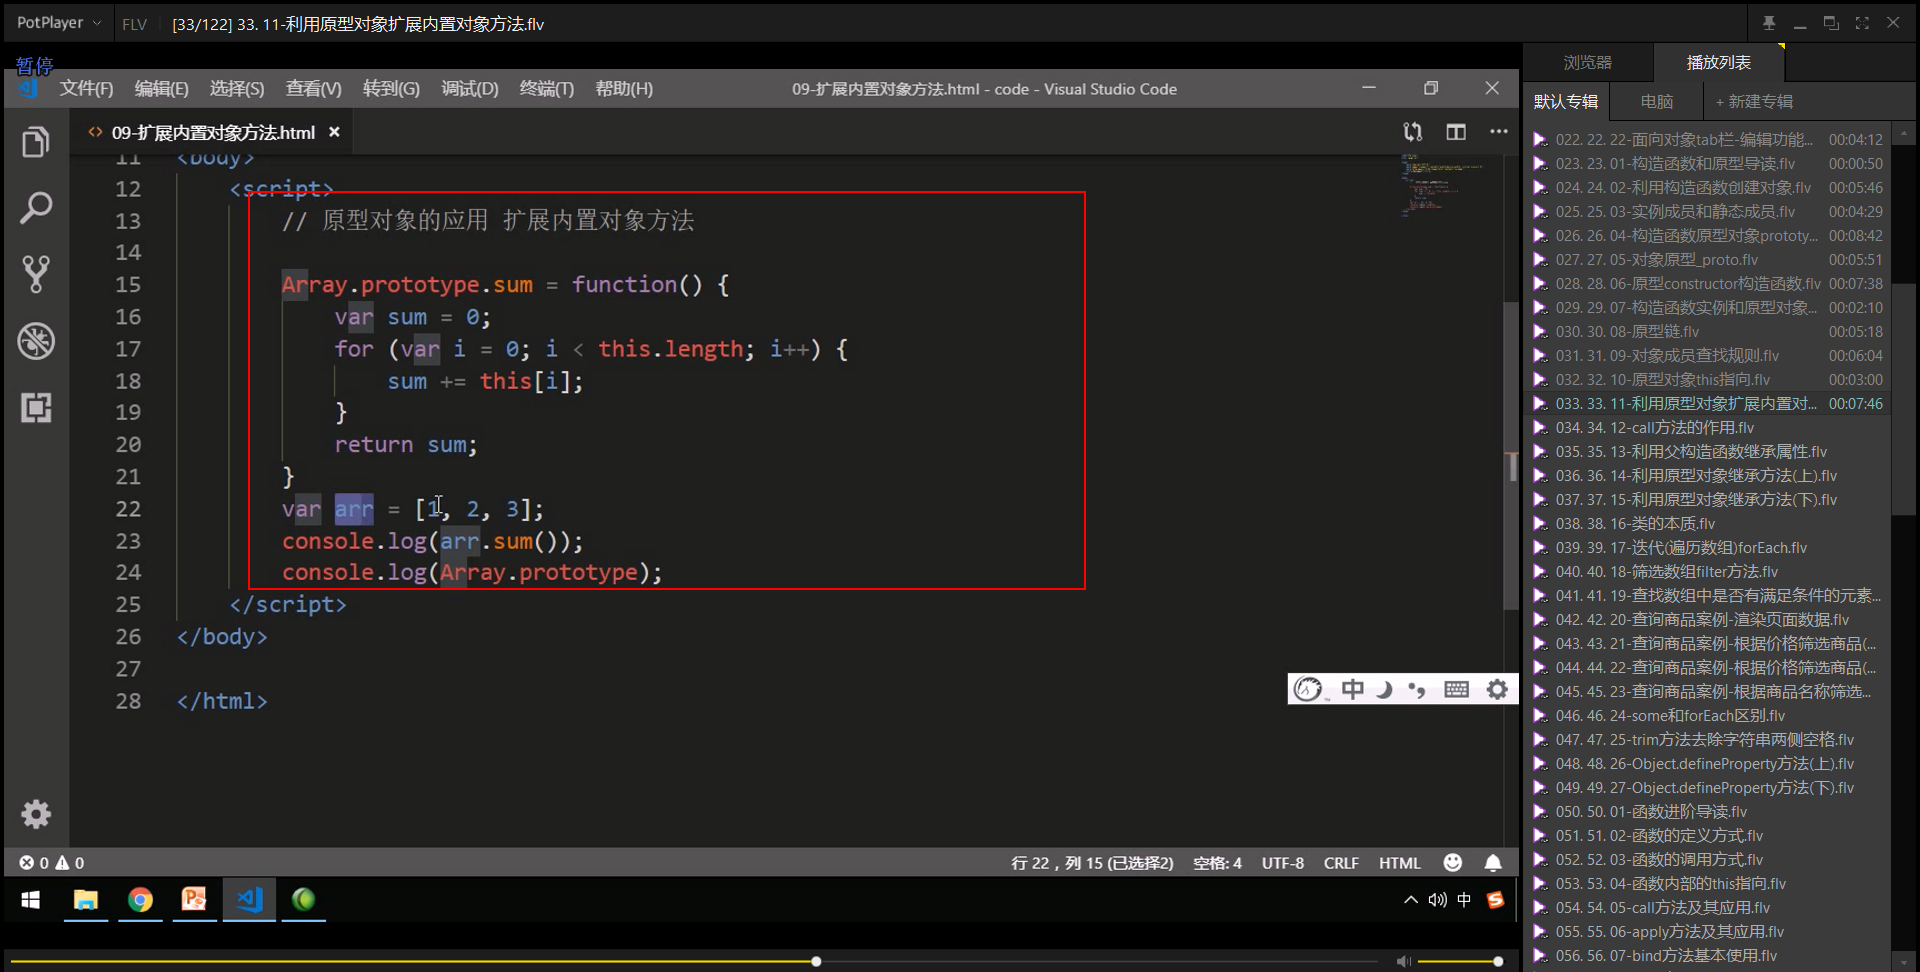 PotPlayer
FLV
[33/122] 33. 11-利用原型对象扩展内置对象方法.flv
暂停
文件(F) 编辑(E) 选择(S) 查看(V) 转到(G) 调试(D) 终端(T) 帮助(H)
09-扩展内置对象方法.html - code - Visual Studio Code
<> 09-扩展内置对象方法.html ×
11 <body>
12 <script>
13 // 原型对象的应用 扩展内置对象方法
14
15 Array.prototype.sum = function() {
16 var sum = 0;
17 for (var i = 0; i < this.length; i++) {
18 sum += this[i];
19 }
20 return sum;
21 }
22 var arr = [1, 2, 3];
23 console.log(arr.sum());
24 console.log(Array.prototype);
25 </script>
26 </body>
27
28 </html>
中
0 0
行 22，列 15 (已选择2) 空格: 4 UTF-8 CRLF HTML
中
浏览器 播放列表
默认专辑 电脑 + 新建专辑
022. 22. 22-面向对象tab栏-编辑功能... 00:04:12
023. 23. 01-构造函数和原型导读.flv 00:00:50
024. 24. 02-利用构造函数创建对象.flv 00:05:46
025. 25. 03-实例成员和静态成员.flv 00:04:29
026. 26. 04-构造函数原型对象prototy... 00:08:42
027. 27. 05-对象原型_proto.flv 00:05:51
028. 28. 06-原型constructor构造函数.flv 00:07:38
029. 29. 07-构造函数实例和原型对象... 00:02:10
030. 30. 08-原型链.flv 00:05:18
031. 31. 09-对象成员查找规则.flv 00:06:04
032. 32. 10-原型对象this指向.flv 00:03:00
033. 33. 11-利用原型对象扩展内置对... 00:07:46
034. 34. 12-call方法的作用.flv
035. 35. 13-利用父构造函数继承属性.flv
036. 36. 14-利用原型对象继承方法(上).flv
037. 37. 15-利用原型对象继承方法(下).flv
038. 38. 16-类的本质.flv
039. 39. 17-迭代(遍历数组)forEach.flv
040. 40. 18-筛选数组filter方法.flv
041. 41. 19-查找数组中是否有满足条件的元素...
042. 42. 20-查询商品案例-渲染页面数据.flv
043. 43. 21-查询商品案例-根据价格筛选商品(...
044. 44. 22-查询商品案例-根据价格筛选商品(...
045. 45. 23-查询商品案例-根据商品名称筛选...
046. 46. 24-some和forEach区别.flv
047. 47. 25-trim方法去除字符串两侧空格.flv
048. 48. 26-Object.defineProperty方法(上).flv
049. 49. 27-Object.defineProperty方法(下).flv
050. 50. 01-函数进阶导读.flv
051. 51. 02-函数的定义方式.flv
052. 52. 03-函数的调用方式.flv
053. 53. 04-函数内部的this指向.flv
054. 54. 05-call方法及其应用.flv
055. 55. 06-apply方法及其应用.flv
056. 56. 07-bind方法基本使用.flv